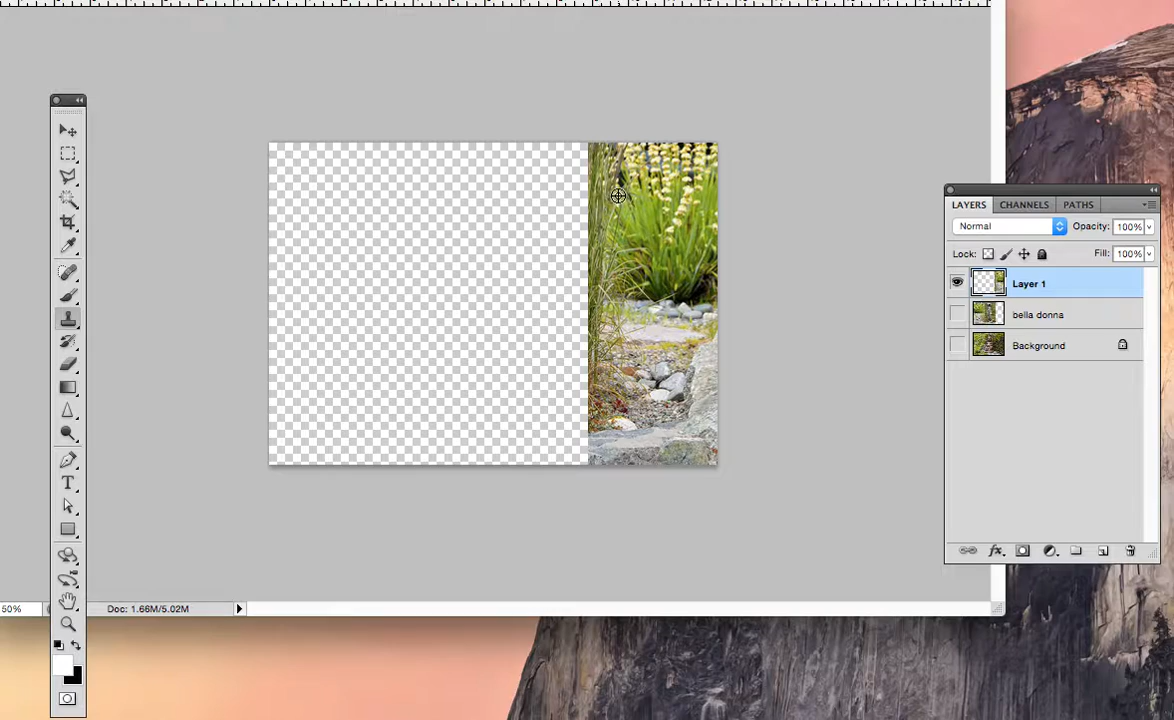 LAYERS CHANNELS PATHS
Normal Opacity: 100%
Lock: Fill: 100%
Layer 1
bella donna
Background
fx
T
50% Doc: 1.66M/5.02M